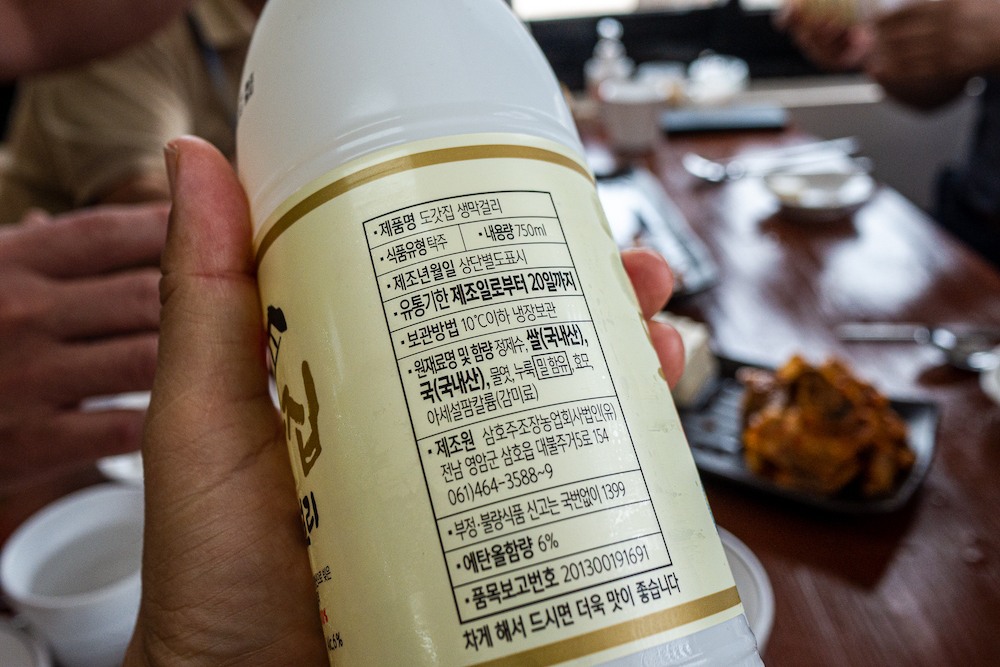 ·제품명 도갓집 생막걸리
·식품유형 탁주 ·내용량 750ml
·제조년월일 상단별도표시
·유통기한 제조일로부터 20일까지
·보관방법 10℃이하 냉장보관
·원재료명 및 함량 정제수, 쌀(국내산),
국(국내산), 물엿, 누룩 밀 함유, 효모,
아세설팜칼륨(감미료)
·제조원 삼호주조장농업회사법인(유)
전남 영암군 삼호읍 대불주거5로 154
061)464-3588~9
·부정·불량식품 신고는 국번없이 1399
·에탄올함량 6%
·품목보고번호 201300191691
차게 해서 드시면 더욱 맛이 좋습니다
집